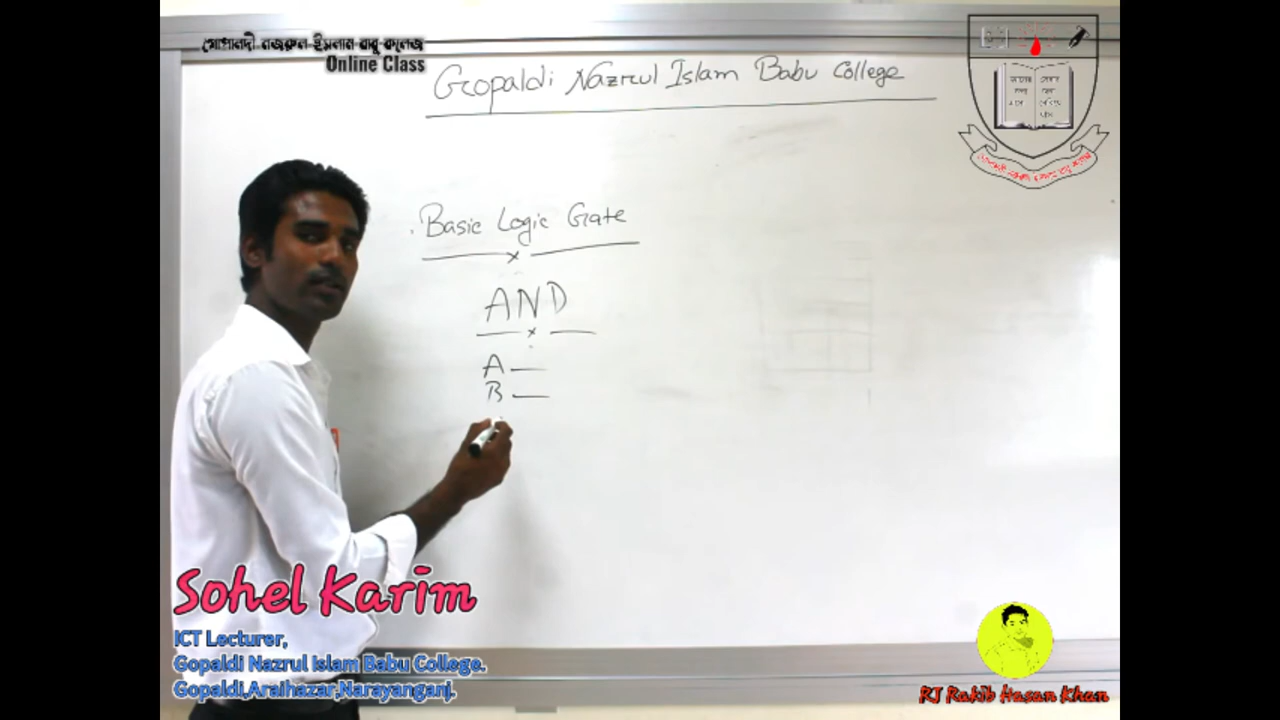 গোপালদী নজরুল ইসলাম বাবু কলেজ
Online Class
Gopaldi Nazrul Islam Babu College
Basic Logic Gate
AND
A
B
Sohel Karim
ICT Lecturer,
Gopaldi Nazrul Islam Babu College.
Gopaldi,Araihazar,Narayanganj.
RJ Rakib Hasan Khan